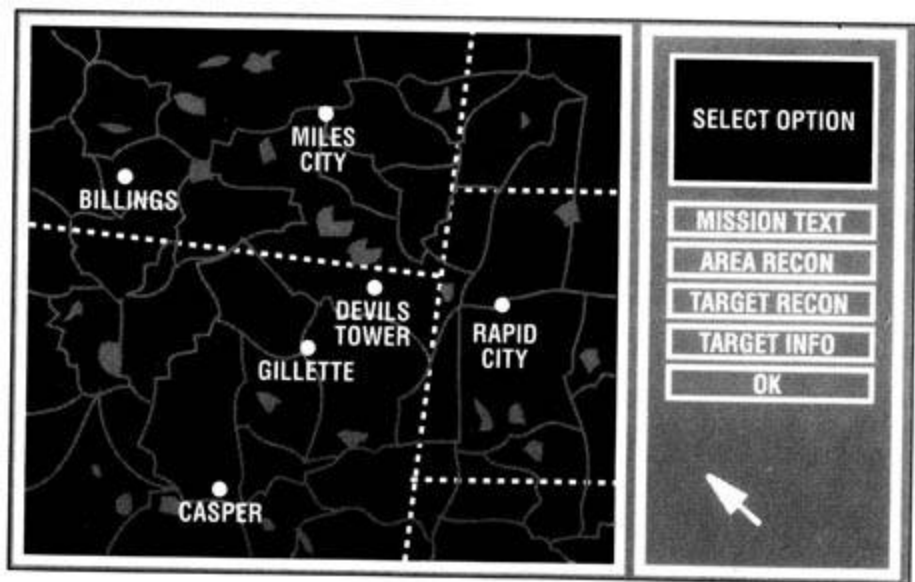 MILES
CITY
BILLINGS
DEVILS
TOWER
RAPID
CITY
GILLETTE
CASPER
SELECT OPTION
MISSION TEXT
AREA RECON
TARGET RECON
TARGET INFO
OK